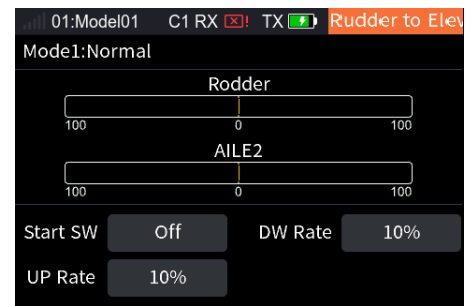 01:Model01 C1 RX ! TX Rudder to Elev
Mode1:Normal
Rodder
100 0 100
AILE2
100 0 100
Start SW Off DW Rate 10%
UP Rate 10%